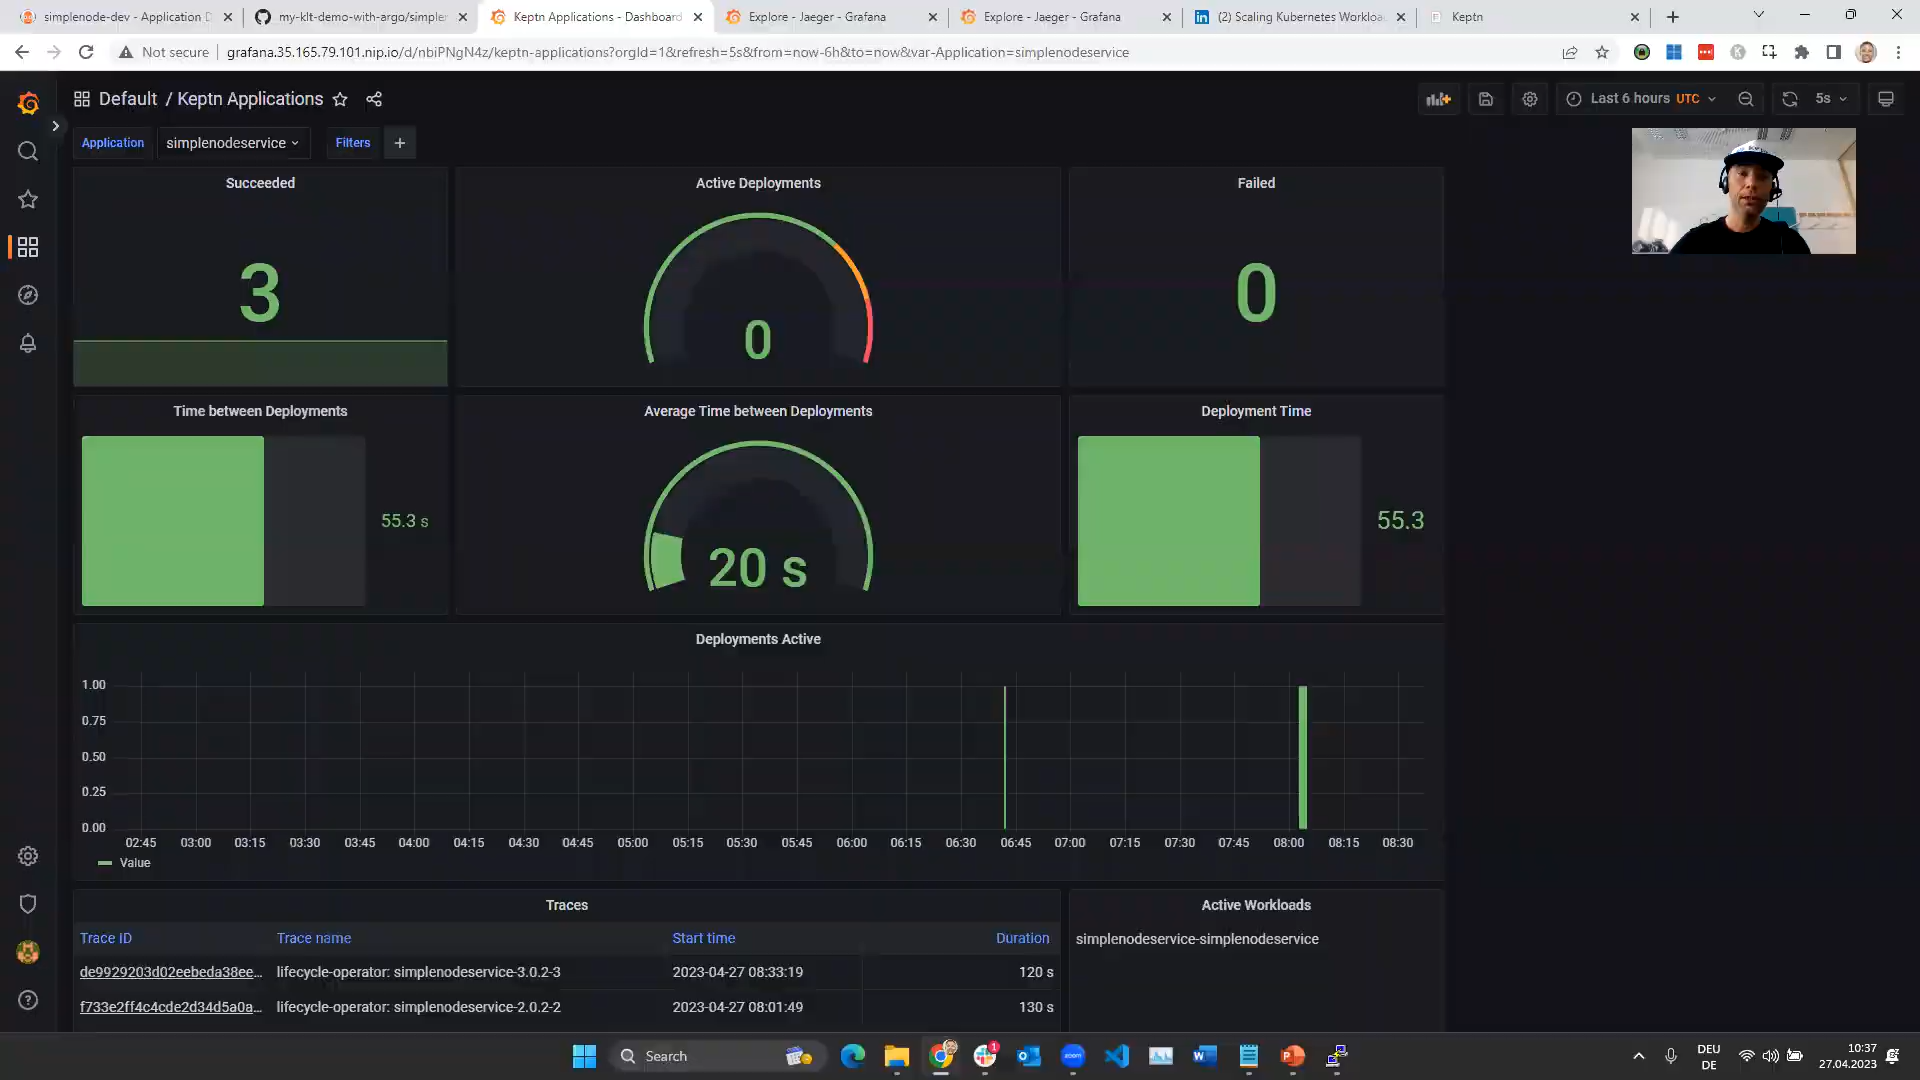 simplenode-dev - Application D
my-klt-demo-with-argo/simple
Keptn Applications - Dashboard
Explore - Jaeger - Grafana
Explore - Jaeger - Grafana
(2) Scaling Kubernetes Workloa
Keptn
Not secure
grafana.35.165.79.101.nip.io/d/nbiPNgN4z/keptn-applications?orgId=1&refresh=5s&from=now-6h&to=now&var-Application=simplenodeservice
Default / Keptn Applications
Last 6 hours UTC
5s
Application
simplenodeservice
Filters
Succeeded
3
Active Deployments
0
Failed
0
Time between Deployments
55.3 s
Average Time between Deployments
20 s
Deployment Time
55.3
Deployments Active
1.00
0.75
0.50
0.25
0.00
02:45 03:00 03:15 03:30 03:45 04:00 04:15 04:30 04:45 05:00 05:15 05:30 05:45 06:00 06:15 06:30 06:45 07:00 07:15 07:30 07:45 08:00 08:15 08:30
Value
Traces
Trace ID Trace name Start time Duration
de9929203d02eebeda38ee... lifecycle-operator: simplenodeservice-3.0.2-3 2023-04-27 08:33:19 120 s
f733e2ff4c4cde2d34d5a0a... lifecycle-operator: simplenodeservice-2.0.2-2 2023-04-27 08:01:49 130 s
Active Workloads
simplenodeservice-simplenodeservice
Search
1
zoom
DEU
DE
10:37
27.04.2023